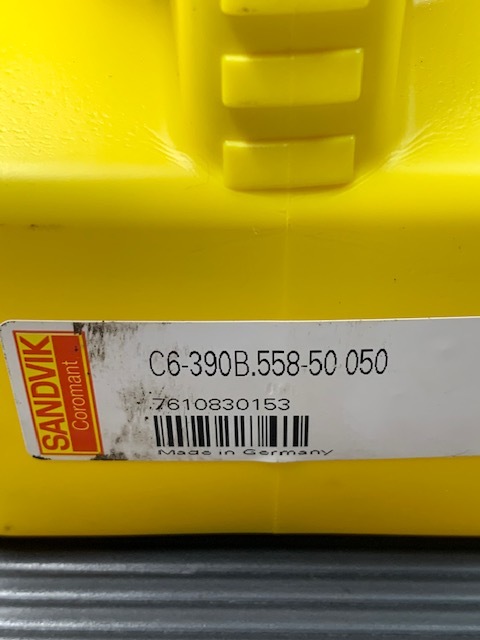 SANDVIK
Coromant
C6-390B.558-50 050
7610830153
Made in Germany